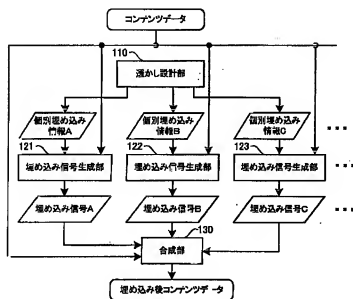 コンテンツデータ
110
透かし設計部
個別埋め込み
情報A
個別埋め込み
情報B
個別埋め込み
情報C
...
121
122
123
埋め込み信号生成部
埋め込み信号生成部
埋め込み信号生成部
...
埋め込み信号A
埋め込み信号B
埋め込み信号C
...
130
合成部
埋め込み後コンテンツデータ